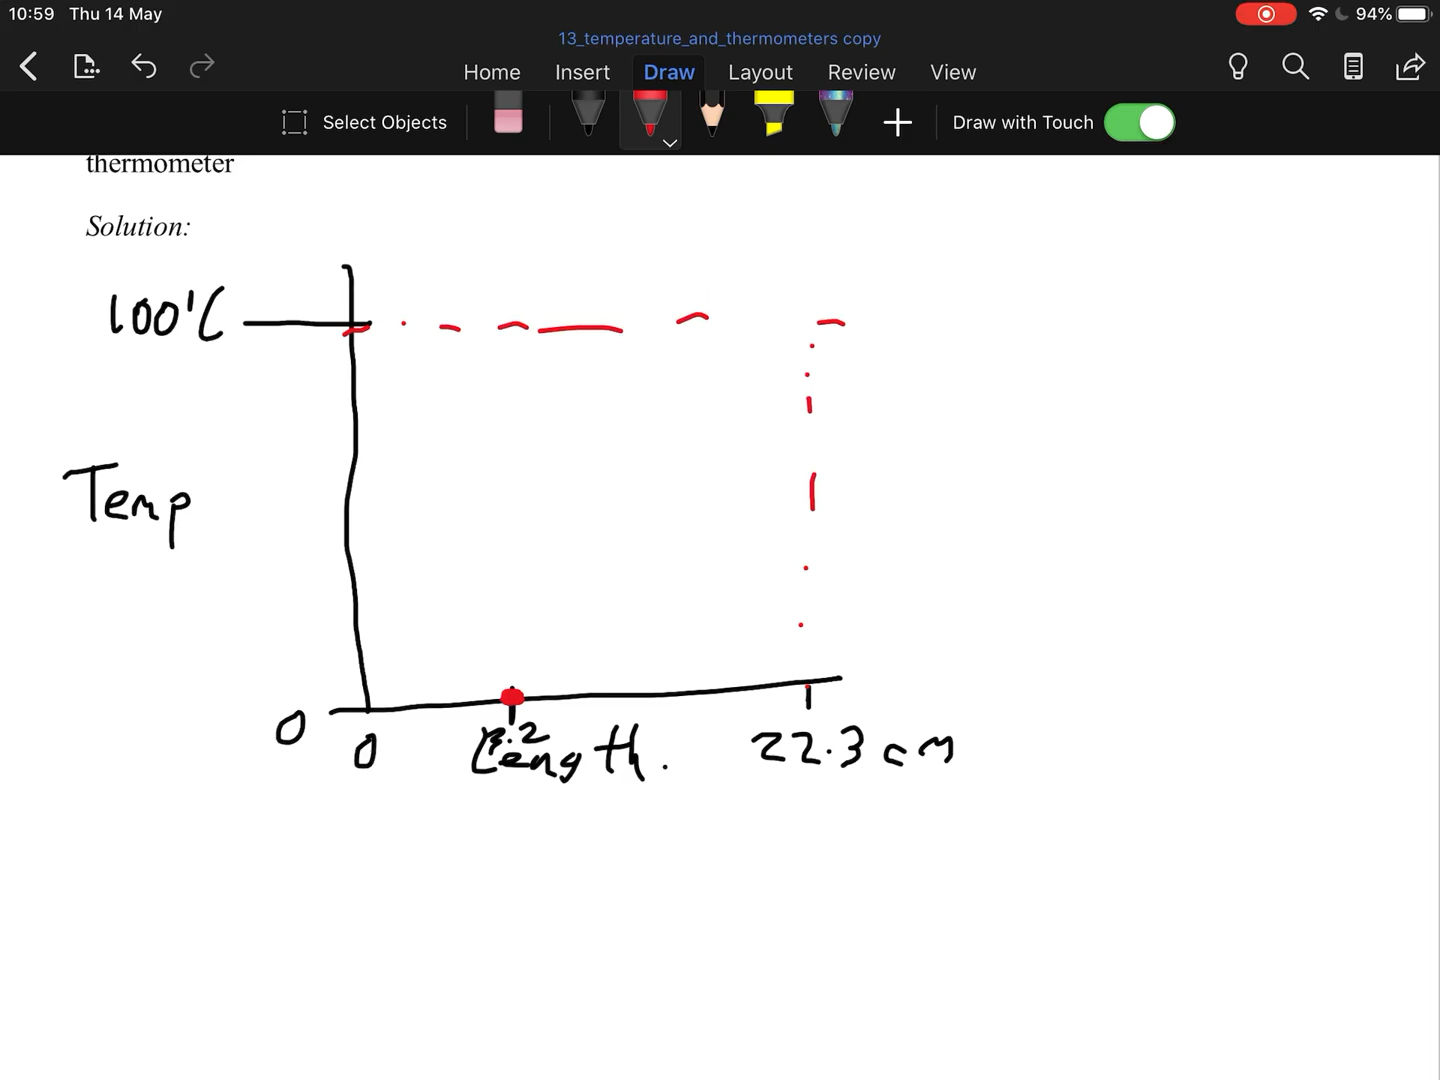 10:59 Thu 14 May
94%
13_temperature_and_thermometers copy
Home Insert Draw Layout Review View
Select Objects
Draw with Touch
thermometer
Solution:
100°C
Temp
0
0
Length.
22.3 cm